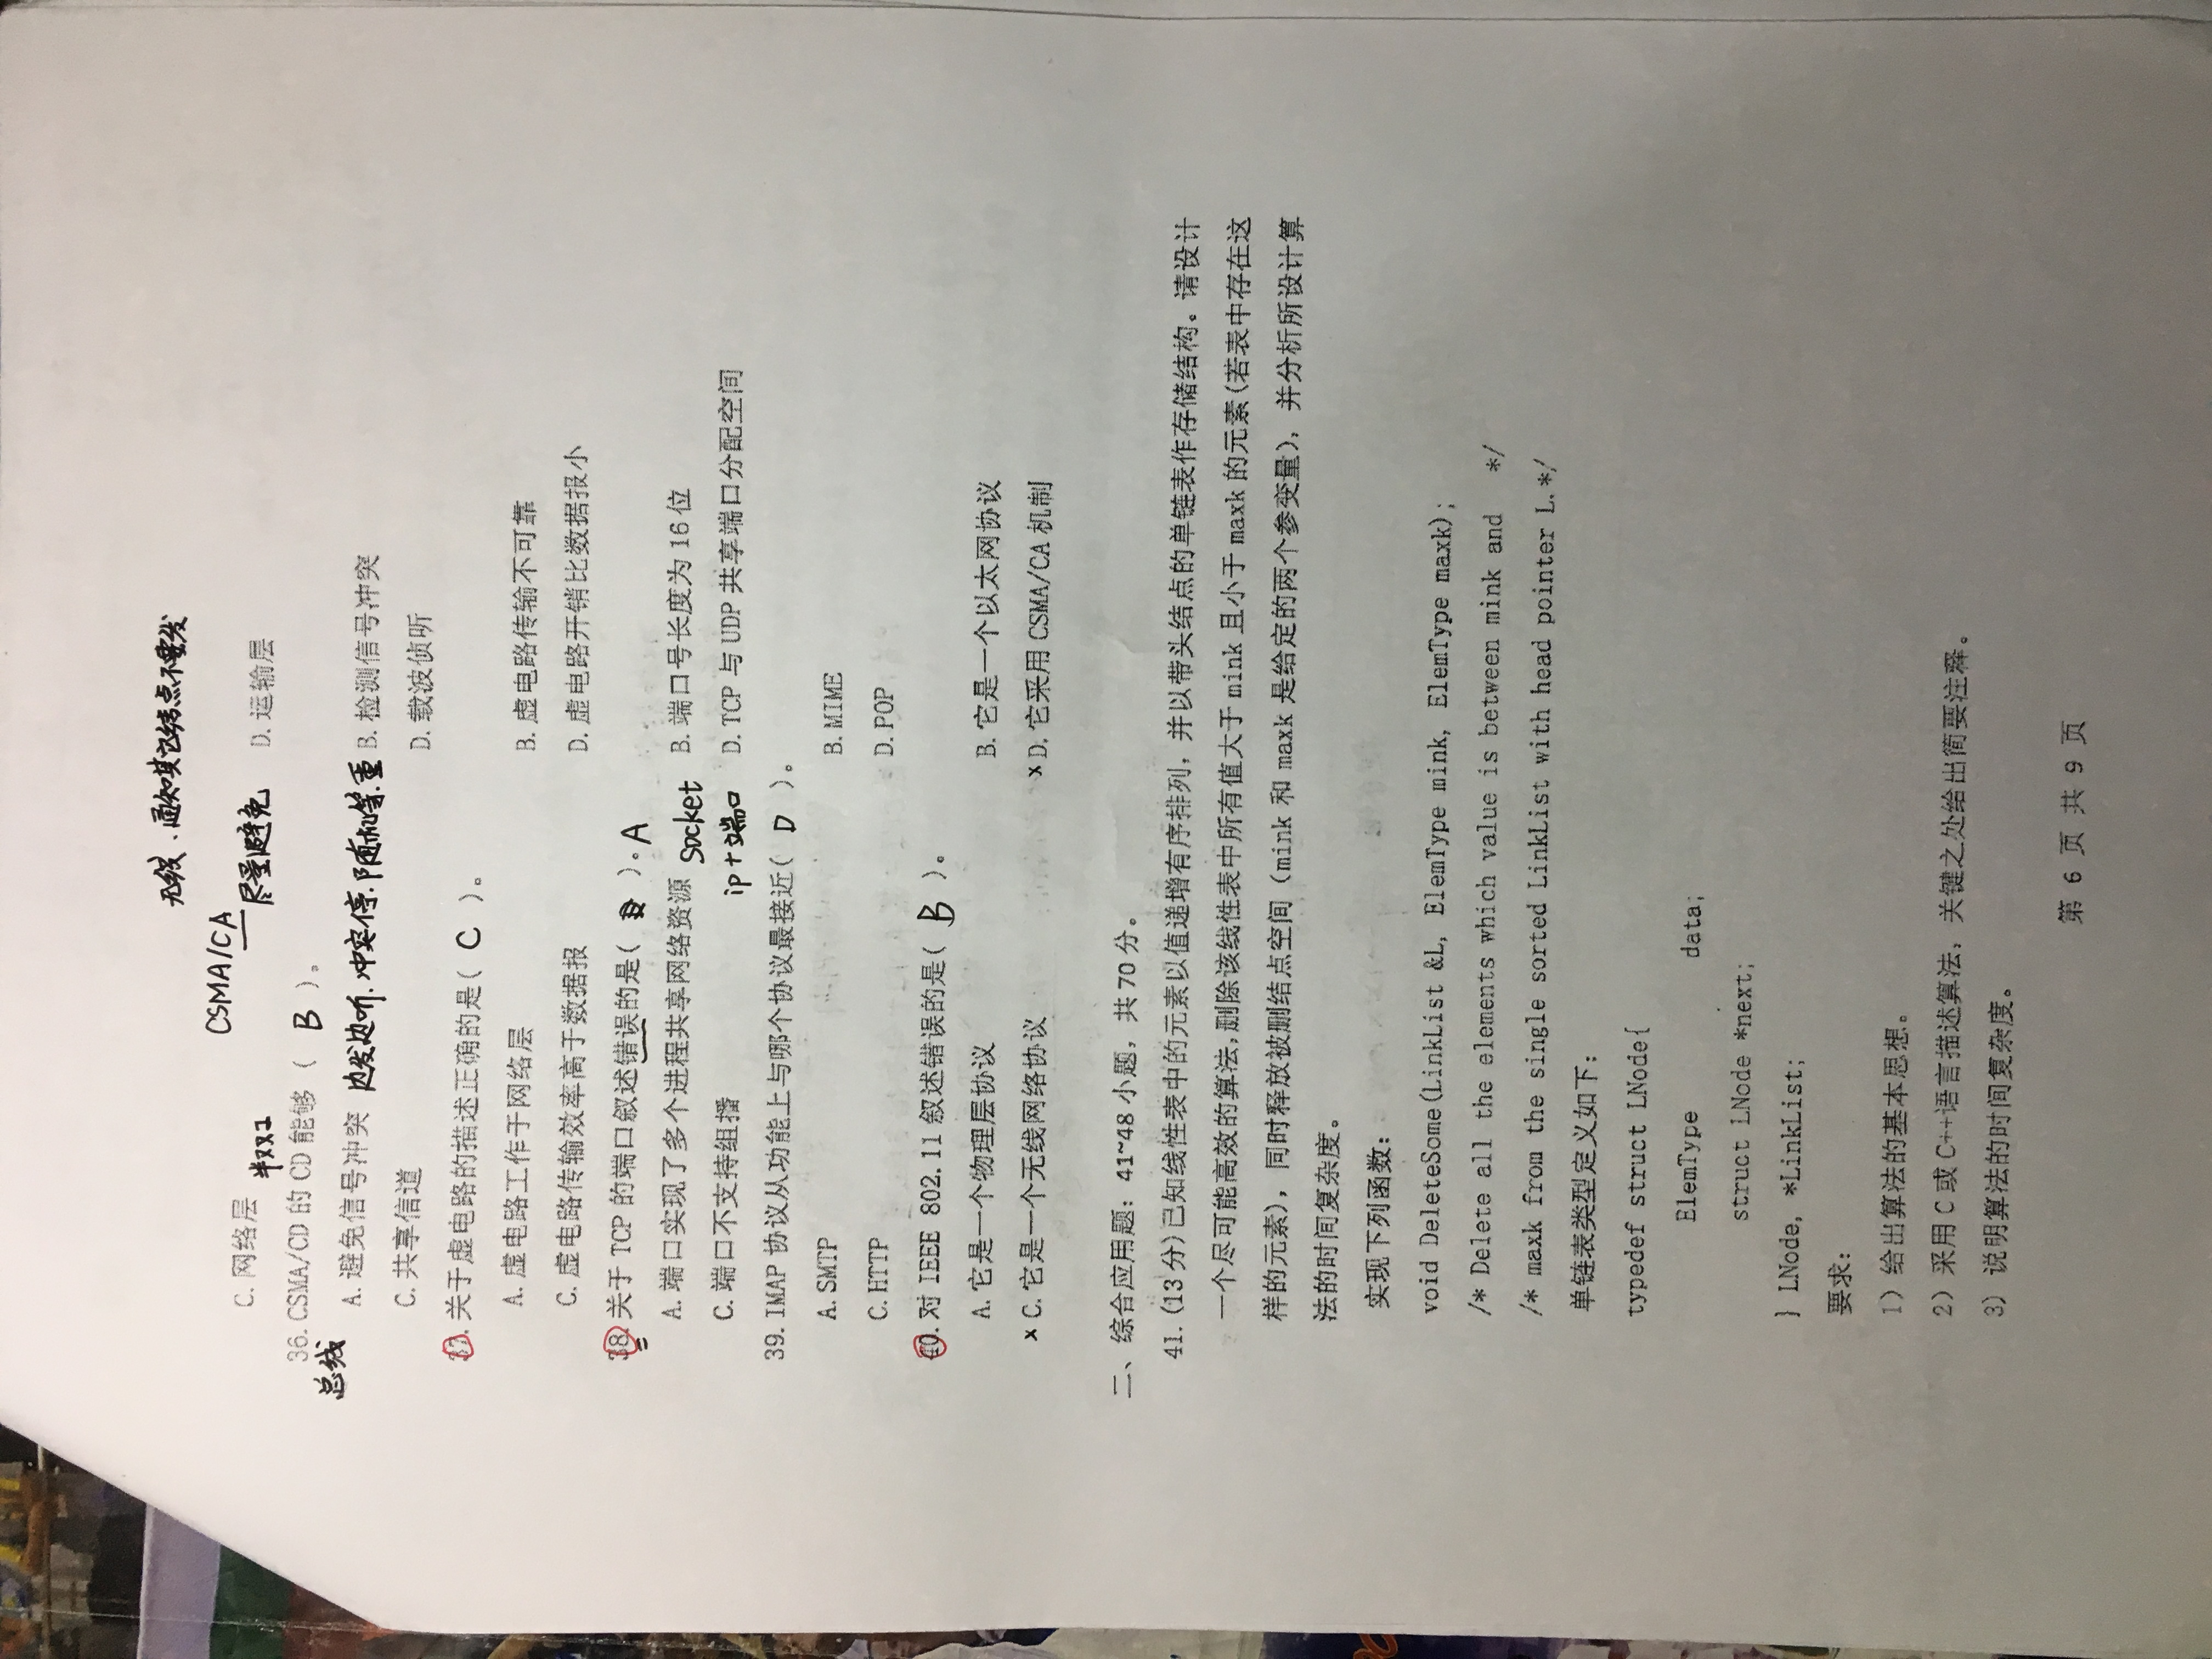 无线．通知其它结点不要发
CSMA/CA
尽量避免
C. 网络层
半双工
D. 运输层
36. CSMA/CD 的 CD 能够 （ B ）。
总线
A. 避免信号冲突 边发边听．冲突停．随机等．重 B. 检测信号冲突
C. 共享信道 D. 载波侦听
37. 关于虚电路的描述正确的是( C )。
A. 虚电路工作于网络层 B. 虚电路传输不可靠
C. 虚电路传输效率高于数据报 D. 虚电路开销比数据报小
38. 关于 TCP 的端口叙述错误的是( )。A
A. 端口实现了多个进程共享网络资源 socket B. 端口号长度为 16 位
C. 端口不支持组播 ip+端口 D. TCP 与 UDP 共享端口分配空间
39. IMAP 协议从功能上与哪个协议最接近( D )。
A. SMTP B. MIME
C. HTTP D. POP
40. 对 IEEE 802.11 叙述错误的是( B )。
A. 它是一个物理层协议 B. 它是一个以太网协议
x C. 它是一个无线网络协议 x D. 它采用 CSMA/CA 机制
二、综合应用题：41~48 小题，共 70 分。
41. (13 分)已知线性表中的元素以值递增有序排列，并以带头结点的单链表作存储结构。请设计
一个尽可能高效的算法,删除该线性表中所有值大于 mink 且小于 maxk 的元素(若表中存在这
样的元素)，同时释放被删结点空间（mink 和 maxk 是给定的两个参变量)，并分析所设计算
法的时间复杂度。
实现下列函数：
void DeleteSome(LinkList &L, ElemType mink, ElemType maxk);
/* Delete all the elements which value is between mink and */
/* maxk from the single sorted LinkList with head pointer L.*/
单链表类型定义如下：
typedef struct LNode{
ElemType data;
struct LNode *next;
} LNode, *LinkList;
要求：
1）给出算法的基本思想。
2）采用 C 或 C++语言描述算法，关键之处给出简要注释。
3）说明算法的时间复杂度。
第 6 页 共 9 页